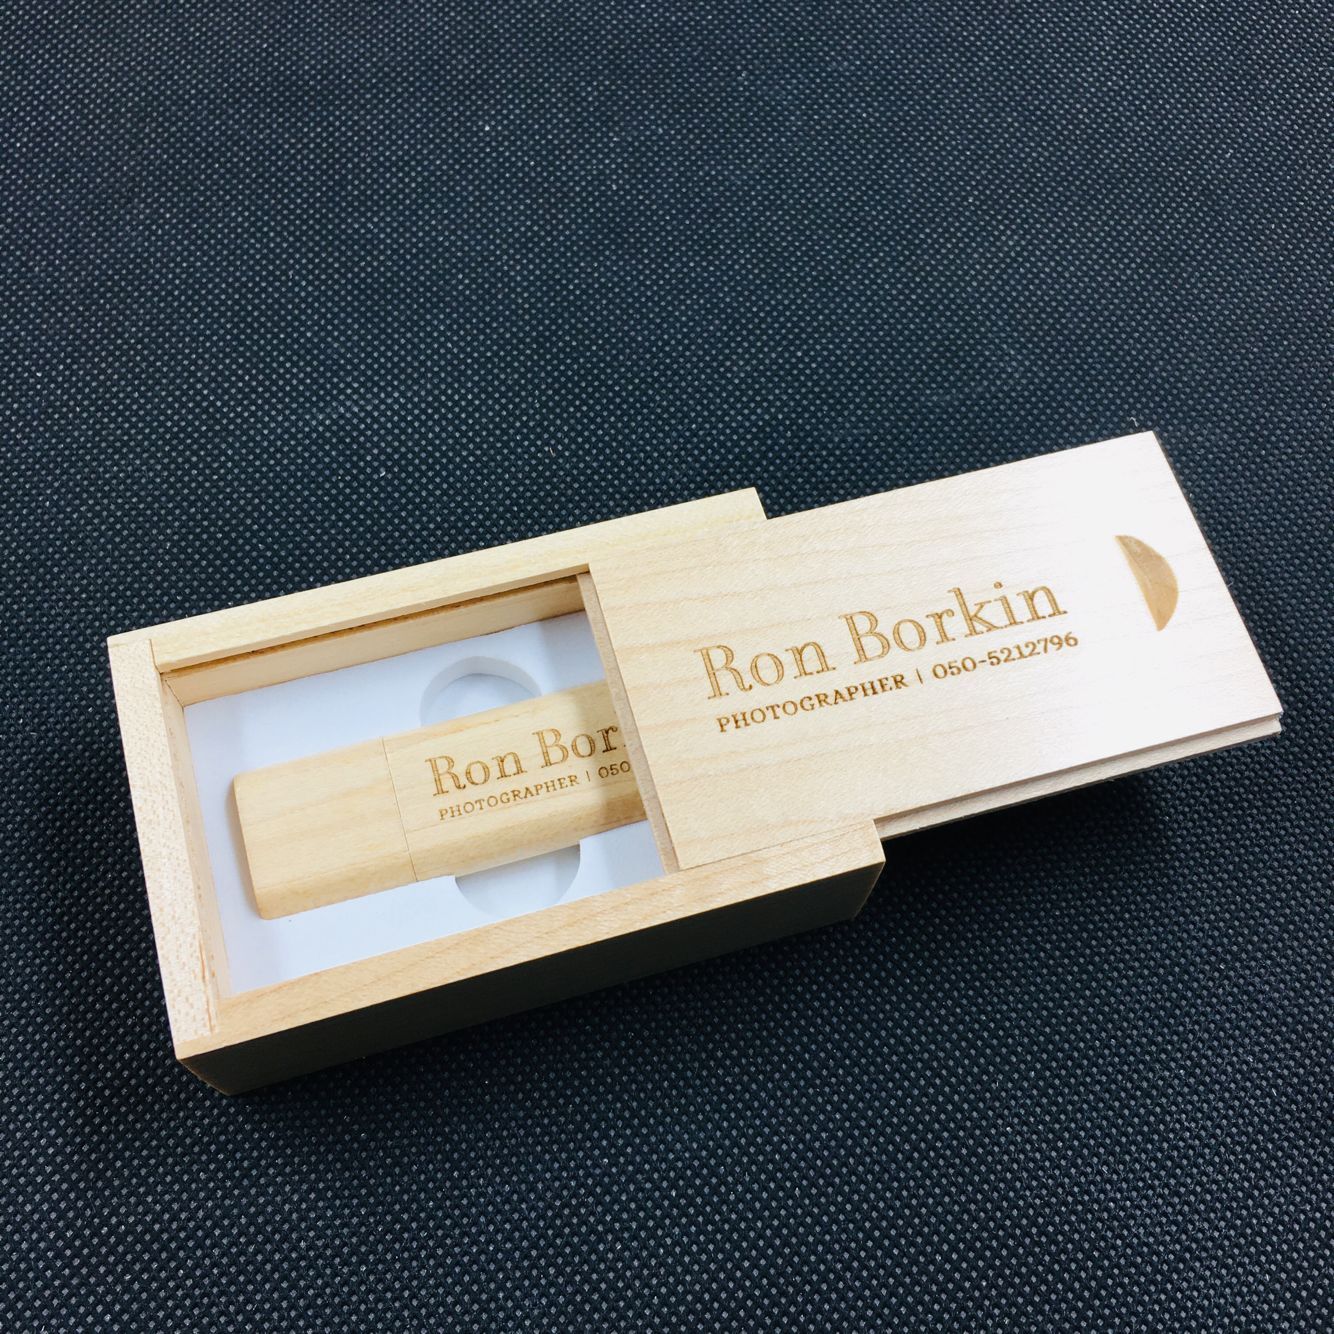 Ron Borkin
PHOTOGRAPHER | 050-5212796
Ron Bor
PHOTOGRAPHER | 050